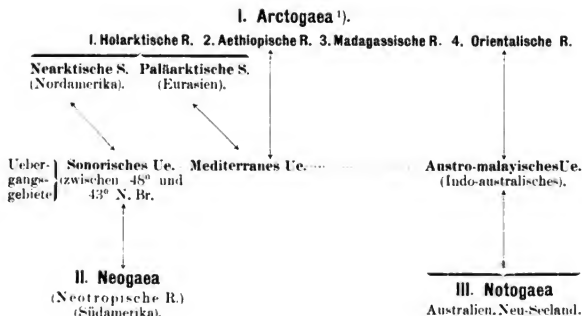 I. Arctogaea ¹).
1. Holarktische R. 2. Aethiopische R. 3. Madagassische R. 4. Orientalische R.
Nearktische S. Paläarktische S.
(Nordamerika). (Eurasien).
Ueber- Sonorisches Ue. Mediterranes Ue. Austro-malayisches Ue.
gangs- (zwischen 48° und (Indo-australisches).
gebiete 43° N. Br.
II. Neogaea
(Neotropische R.) III. Notogaea
(Südamerika). Australien, Neu-Seeland.